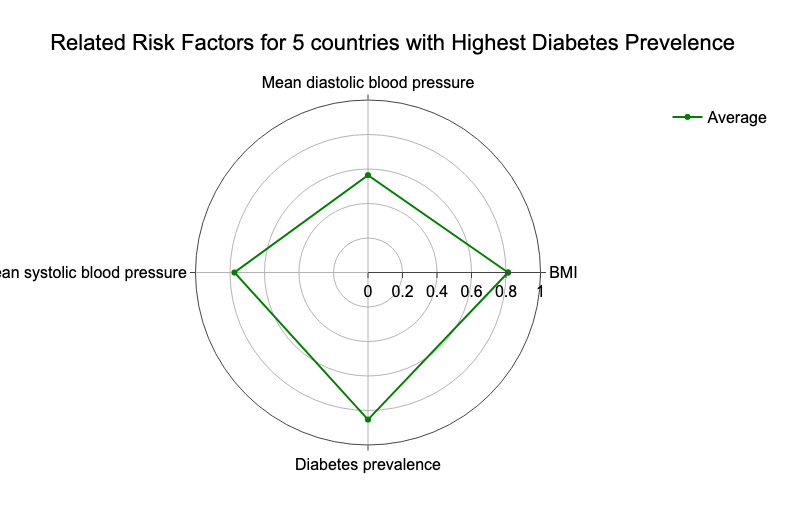 Related Risk Factors for 5 countries with Highest Diabetes Prevelence
Mean diastolic blood pressure
Average
ean systolic blood pressure
BMI
0 0.2 0.4 0.6 0.8 1
Diabetes prevalence